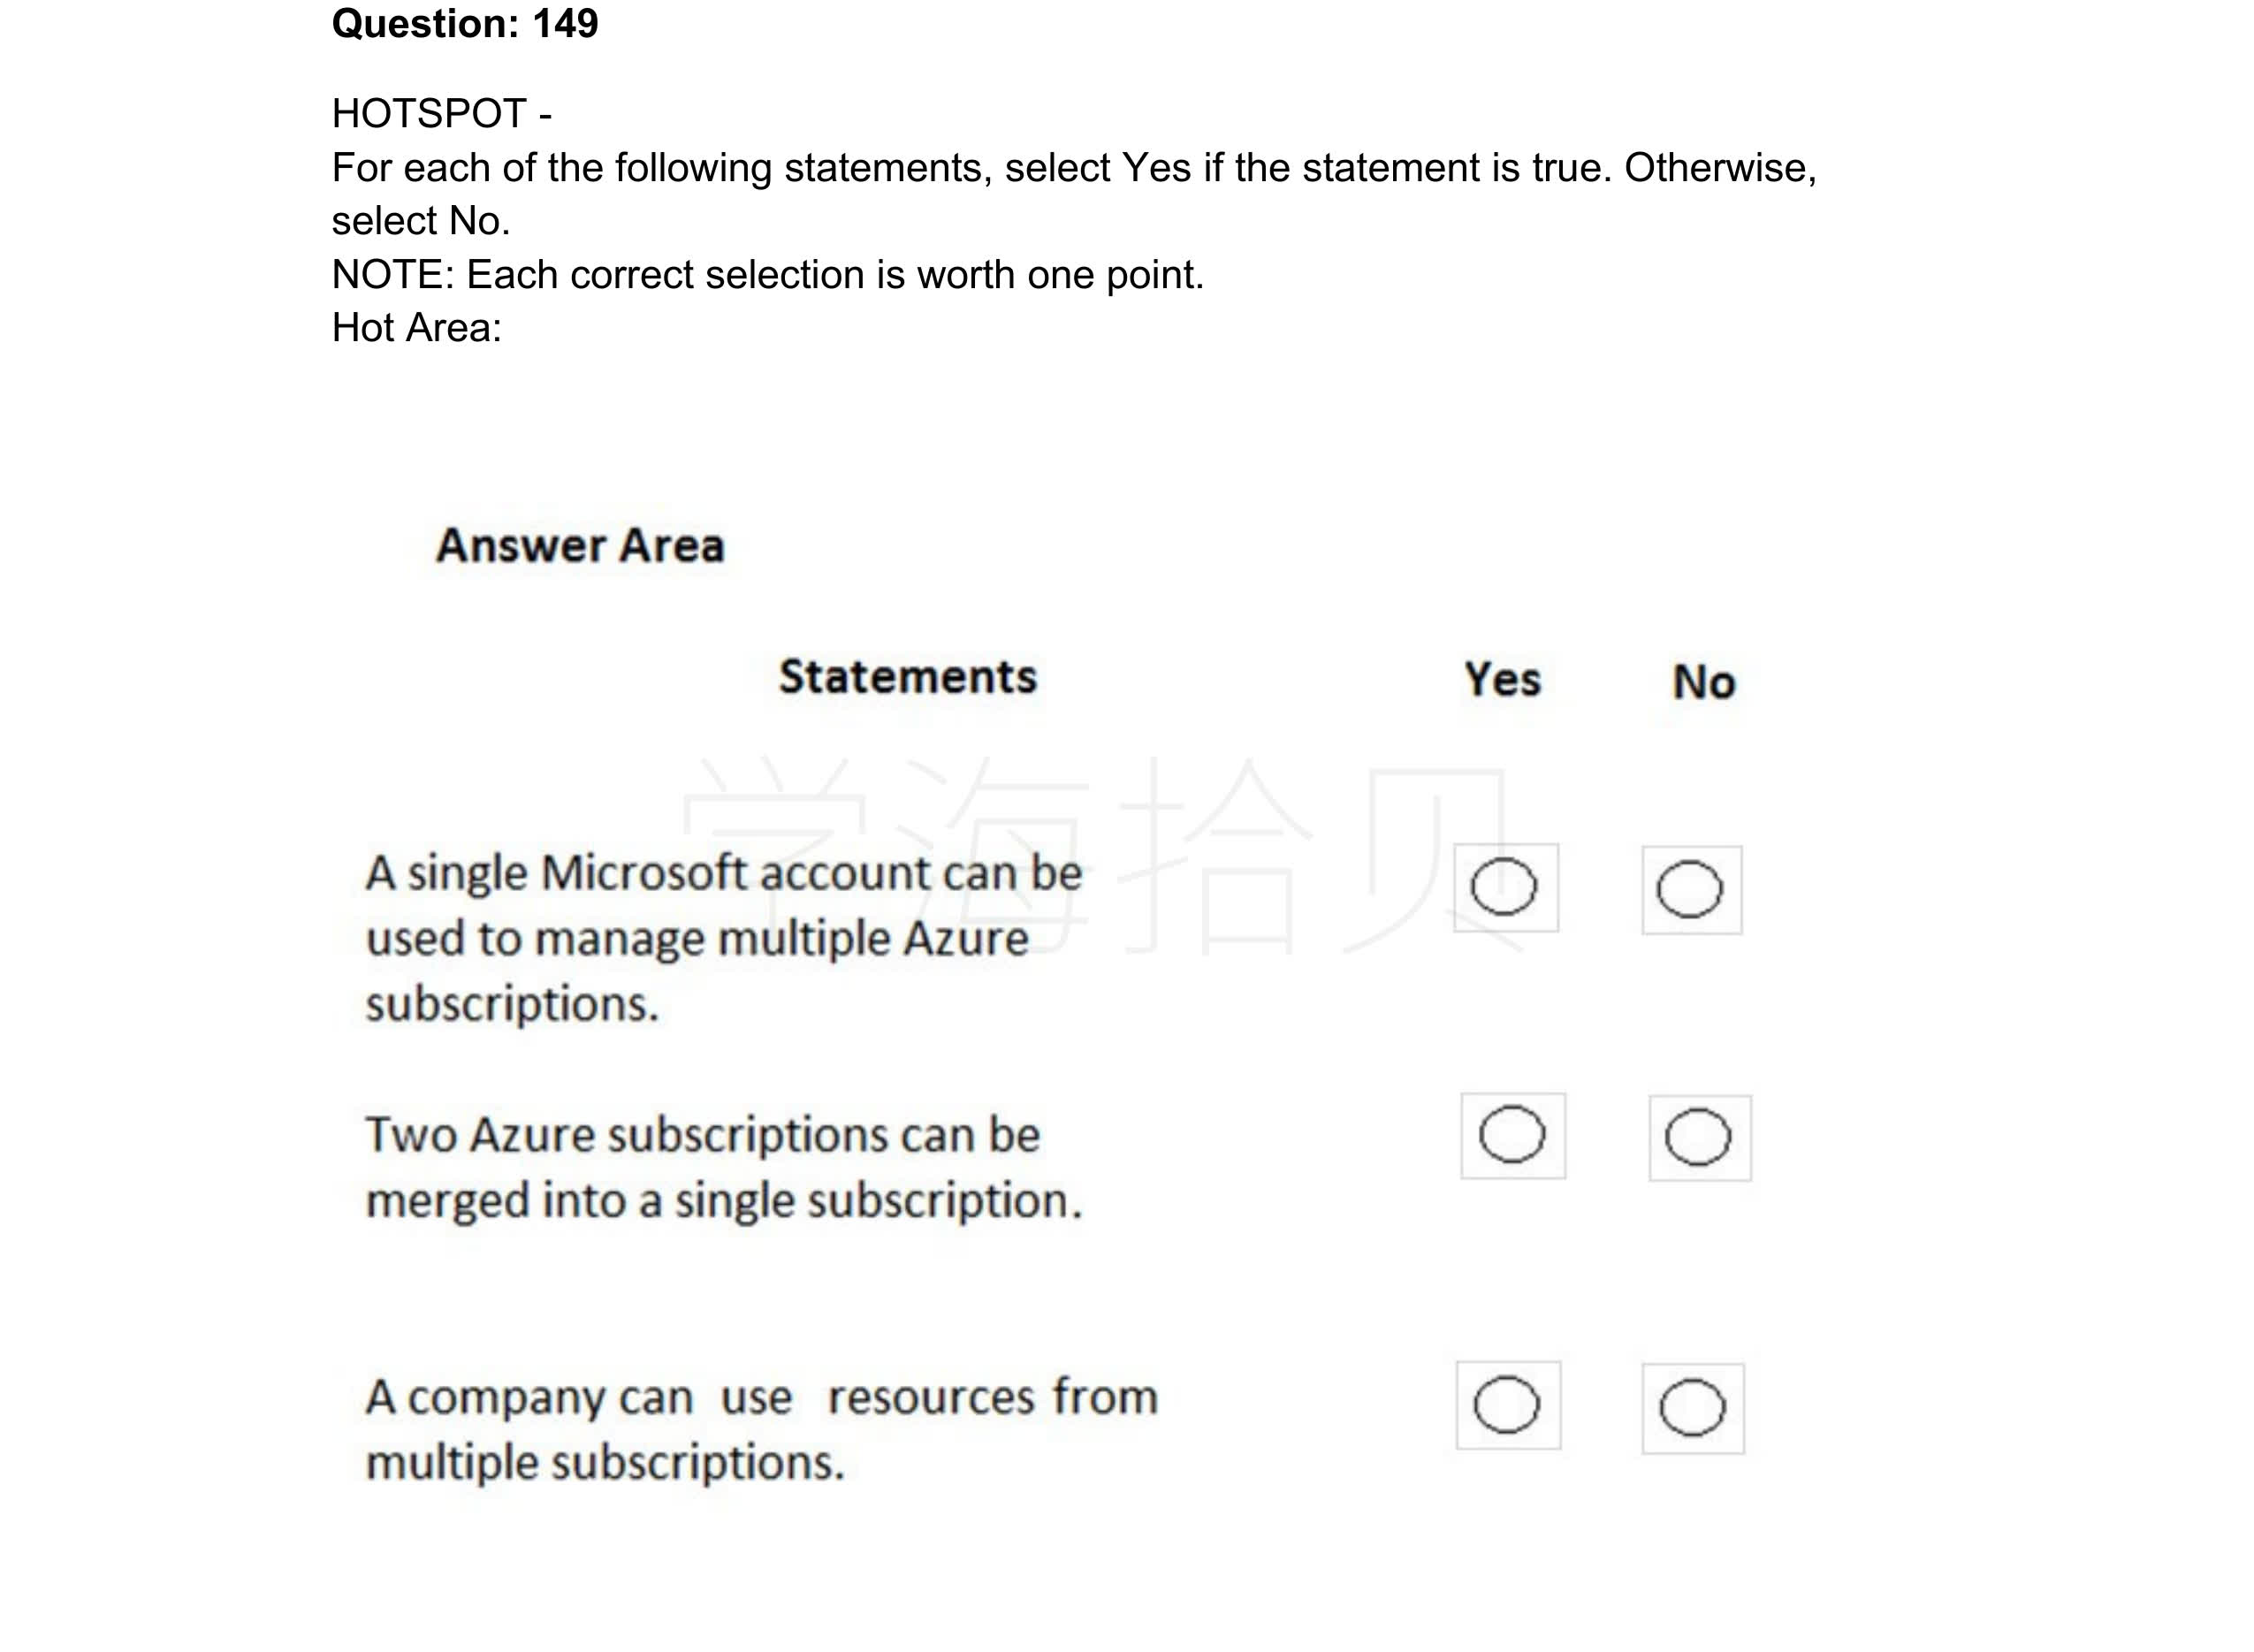 Question: 149
HOTSPOT -
For each of the following statements, select Yes if the statement is true. Otherwise,
select No.
NOTE: Each correct selection is worth one point.
Hot Area:
Answer Area
Statements Yes No
学海拾贝
A single Microsoft account can be
used to manage multiple Azure
subscriptions.
Two Azure subscriptions can be
merged into a single subscription.
A company can use resources from
multiple subscriptions.